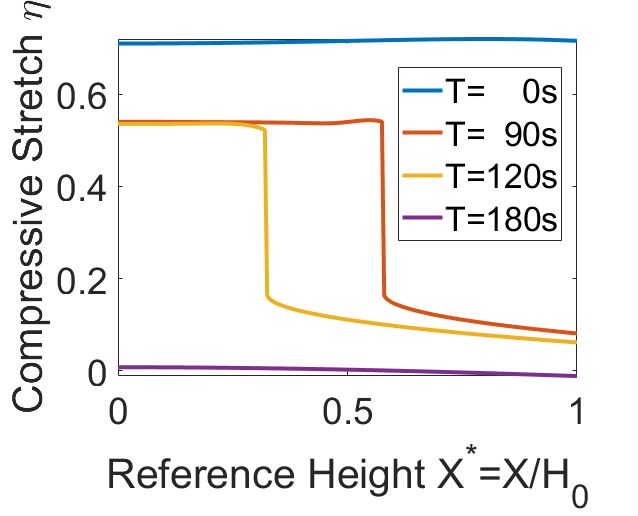 Compressive Stretch η
0.6
0.4
0.2
0
T= 0s
T= 90s
T=120s
T=180s
0 0.5 1
Reference Height X*=X/H₀